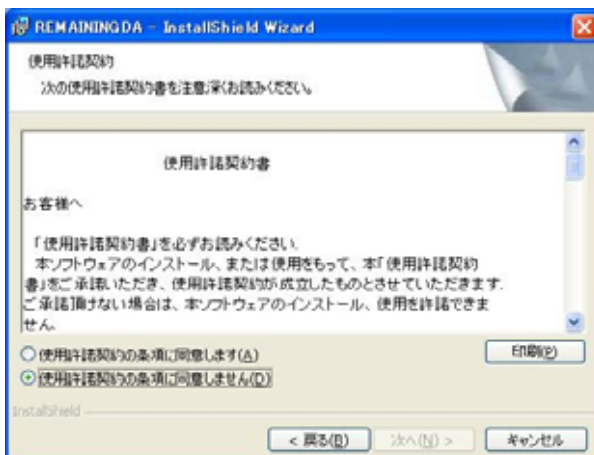 REMAININGDA - InstallShield Wizard
使用許諾契約
次の使用許諾契約書を注意深くお読みください。
使用許諾契約書
お客様へ
「使用許諾契約書」を必ずお読みください.
本ソフトウェアのインストール、または使用をもって、本「使用許諾契約
書」をご承諾いただき、使用許諾契約が成立したものとさせていただきます.
ご承諾頂けない場合は、本ソフトウェアのインストール、使用を許諾できま
せん.
使用許諾契約の条項に同意します(A)
印刷(P)
使用許諾契約の条項に同意しません(D)
InstallShield
< 戻る(B)
次へ(N) >
キャンセル